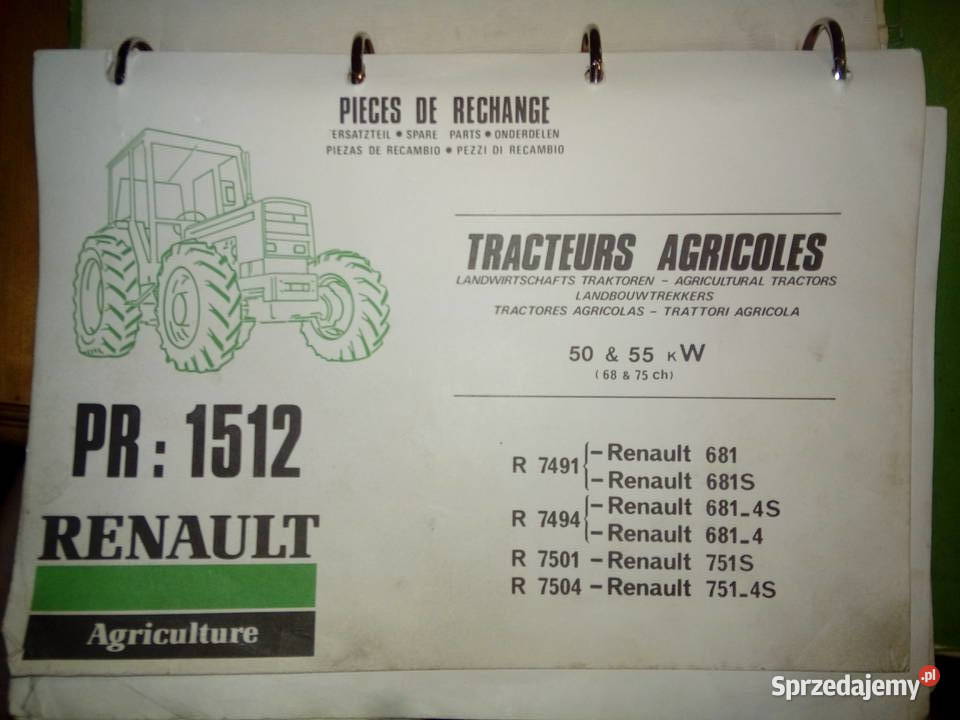 PIECES DE RECHANGE
ERSATZTEIL • SPARE PARTS • ONDERDELEN
PIEZAS DE RECAMBIO • PEZZI DI RECAMBIO
TRACTEURS AGRICOLES
LANDWIRTSCHAFTS TRAKTOREN - AGRICULTURAL TRACTORS
LANDBOUWTREKKERS
TRACTORES AGRICOLAS - TRATTORI AGRICOLA
50 & 55 KW
(68 & 75 ch)
PR: 1512
RENAULT
Agriculture
R 7491 - Renault 681
- Renault 681S
R 7494 - Renault 681-4S
- Renault 681-4
R 7501 - Renault 751S
R 7504 - Renault 751-4S
Sprzedajemy.pl